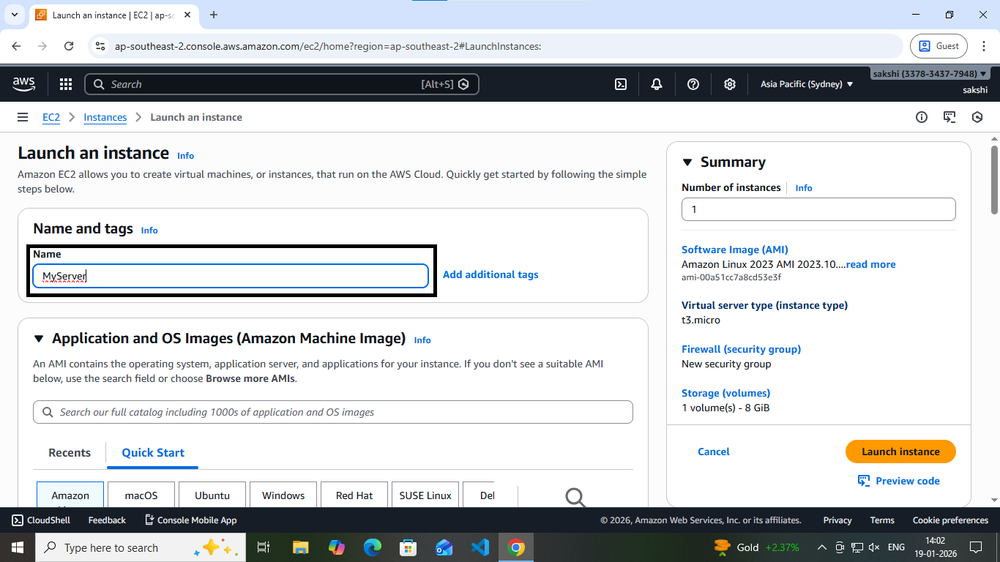 Launch an instance | EC2 | ap-sc
ap-southeast-2.console.aws.amazon.com/ec2/home?region=ap-southeast-2#LaunchInstances:
Guest
aws
Search
[Alt+S]
Asia Pacific (Sydney)
sakshi (3378-3437-7948)
sakshi
EC2
Instances
Launch an instance
Launch an instance Info
Amazon EC2 allows you to create virtual machines, or instances, that run on the AWS Cloud. Quickly get started by following the simple
steps below.
Name and tags Info
Name
MyServer
Add additional tags
Application and OS Images (Amazon Machine Image) Info
An AMI contains the operating system, application server, and applications for your instance. If you don't see a suitable AMI
below, use the search field or choose Browse more AMIs.
Search our full catalog including 1000s of application and OS images
Recents
Quick Start
Amazon
macOS
Ubuntu
Windows
Red Hat
SUSE Linux
Summary
Number of instances Info
1
Software Image (AMI)
Amazon Linux 2023 AMI 2023.10....read more
ami-00a51cc7a8cd53e3f
Virtual server type (instance type)
t3.micro
Firewall (security group)
New security group
Storage (volumes)
1 volume(s) - 8 GiB
Cancel
Launch instance
Preview code
CloudShell
Feedback
Console Mobile App
© 2026, Amazon Web Services, Inc. or its affiliates.
Privacy
Terms
Cookie preferences
Type here to search
Gold +2.37%
ENG
14:02
19-01-2026